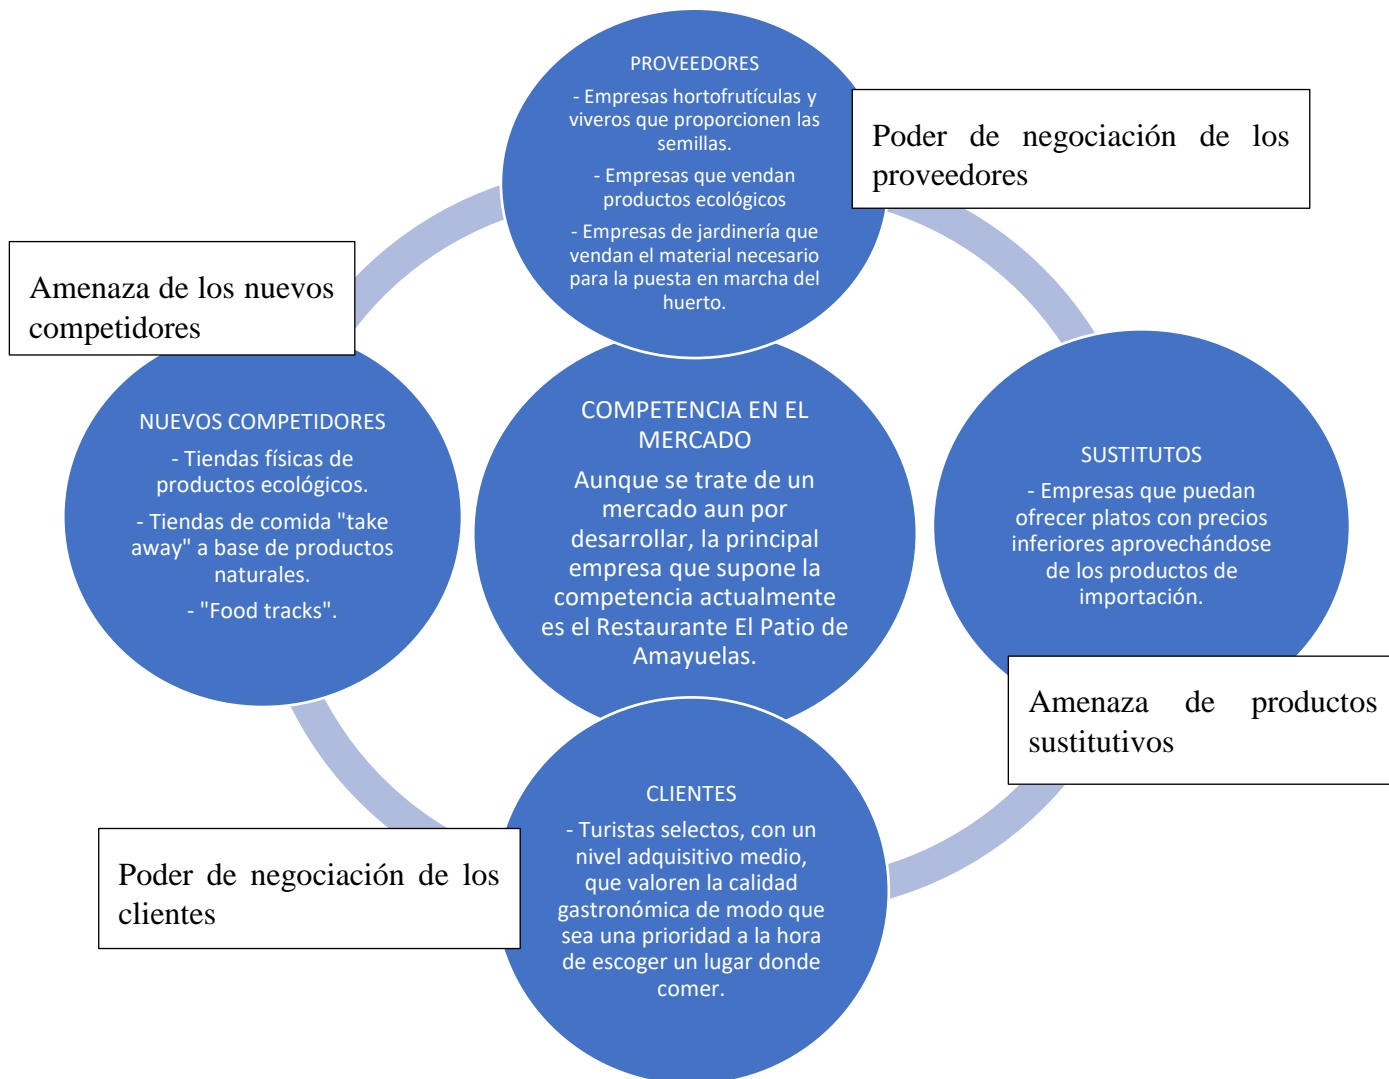 PROVEEDORES
- Empresas hortofrutículas y
viveros que proporcionen las
semillas.
- Empresas que vendan
productos ecológicos
- Empresas de jardinería que
vendan el material necesario
para la puesta en marcha del
huerto.
Poder de negociación de los
proveedores
Amenaza de los nuevos
competidores
NUEVOS COMPETIDORES
- Tiendas físicas de
productos ecológicos.
- Tiendas de comida "take
away" a base de productos
naturales.
- "Food tracks".
COMPETENCIA EN EL
MERCADO
Aunque se trate de un
mercado aun por
desarrollar, la principal
empresa que supone la
competencia actualmente
es el Restaurante El Patio de
Amayuelas.
SUSTITUTOS
- Empresas que puedan
ofrecer platos con precios
inferiores aprovechándose
de los productos de
importación.
Amenaza de productos
sustitutivos
Poder de negociación de los
clientes
CLIENTES
- Turistas selectos, con un
nivel adquisitivo medio,
que valoren la calidad
gastronómica de modo que
sea una prioridad a la hora
de escoger un lugar donde
comer.